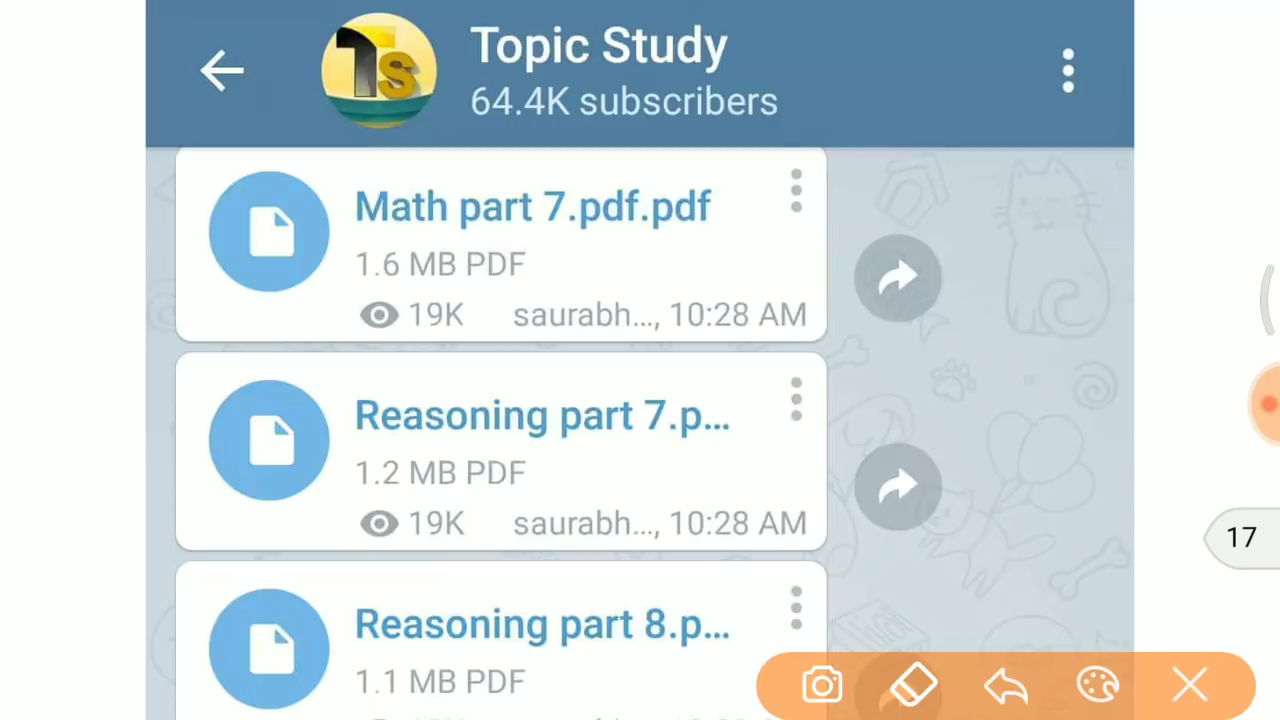 Ts
Topic Study
64.4K subscribers
Math part 7.pdf.pdf
1.6 MB PDF
19K saurabh..., 10:28 AM
Reasoning part 7.p...
1.2 MB PDF
19K saurabh..., 10:28 AM
17
Reasoning part 8.p...
1.1 MB PDF